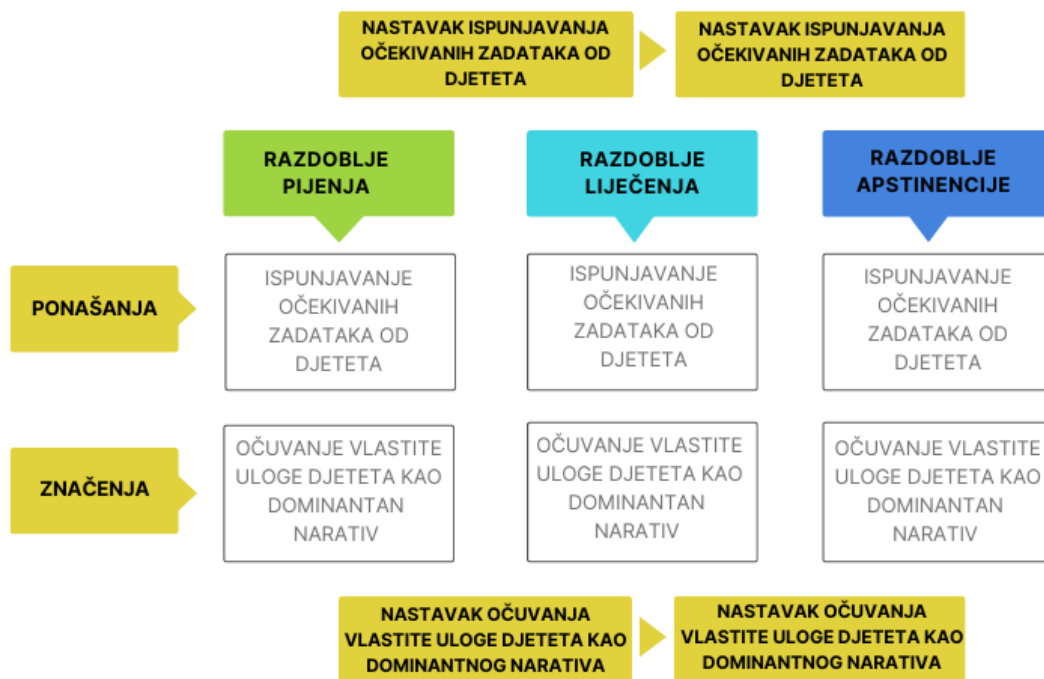 NASTAVAK ISPUNJAVANJA
OČEKIVANIH ZADATAKA OD
DJETETA
NASTAVAK ISPUNJAVANJA
OČEKIVANIH ZADATAKA OD
DJETETA
RAZDOBLJE
PIJENJA
RAZDOBLJE
LIJEČENJA
RAZDOBLJE
APSTINENCIJE
PONAŠANJA
ISPUNJAVANJE
OČEKIVANIH
ZADATAKA OD
DJETETA
ISPUNJAVANJE
OČEKIVANIH
ZADATAKA OD
DJETETA
ISPUNJAVANJE
OČEKIVANIH
ZADATAKA OD
DJETETA
ZNAČENJA
OČUVANJE VLASTITE
ULOGE DJETETA KAO
DOMINANTAN
NARATIV
OČUVANJE VLASTITE
ULOGE DJETETA KAO
DOMINANTAN
NARATIV
OČUVANJE VLASTITE
ULOGE DJETETA KAO
DOMINANTAN
NARATIV
NASTAVAK OČUVANJA
VLASTITE ULOGE DJETETA KAO
DOMINANTNOG NARATIVA
NASTAVAK OČUVANJA
VLASTITE ULOGE DJETETA KAO
DOMINANTNOG NARATIVA